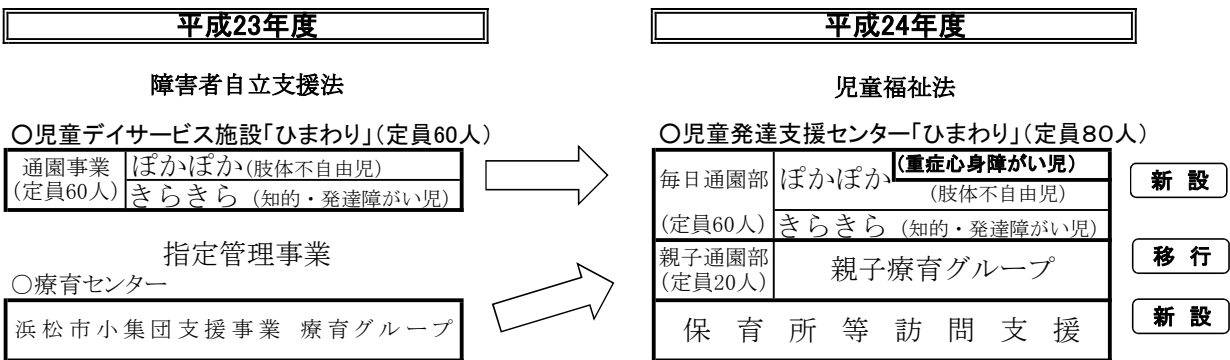 平成23年度
障害者自立支援法
○児童デイサービス施設「ひまわり」(定員60人)
通園事業
(定員60人)
ぽかぽか(肢体不自由児)
きらきら (知的・発達障がい児)
指定管理事業
○療育センター
浜松市小集団支援事業 療育グループ
平成24年度
児童福祉法
○児童発達支援センター「ひまわり」(定員80人)
毎日通園部
(定員60人)
ぽかぽか
(重症心身障がい児)
(肢体不自由児)
きらきら (知的・発達障がい児)
新 設
親子通園部
(定員20人)
親子療育グループ
移 行
保 育 所 等 訪 問 支 援
新 設